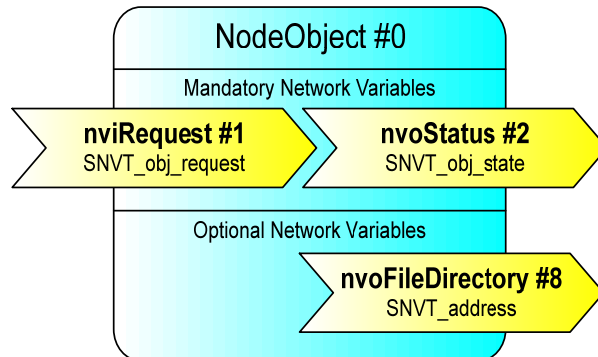 NodeObject #0
Mandatory Network Variables
nviRequest #1
SNVT_obj_request
nvoStatus #2
SNVT_obj_state
Optional Network Variables
nvoFileDirectory #8
SNVT_address